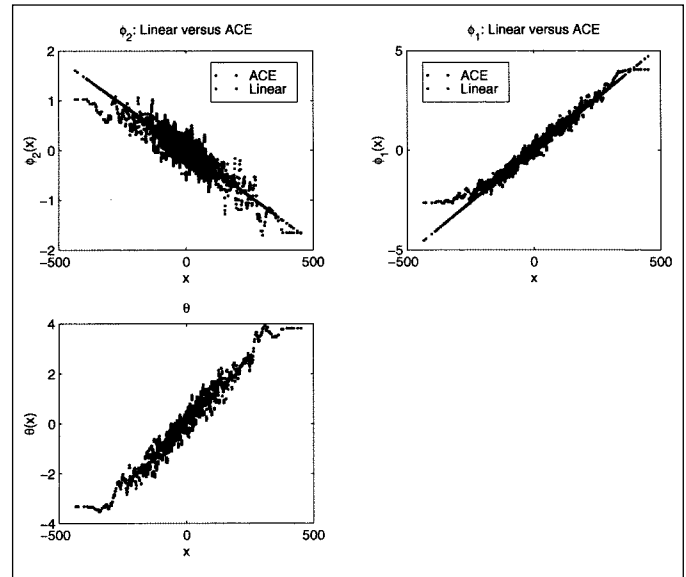 ϕ₂: Linear versus ACE
ACE
Linear
ϕ₂(x)
2
1
0
−1
−2
−500
0
500
x
ϕ₁: Linear versus ACE
ACE
Linear
ϕ₁(x)
5
0
−5
−500
0
500
x
θ
θ(x)
4
2
0
−2
−4
−500
0
500
x